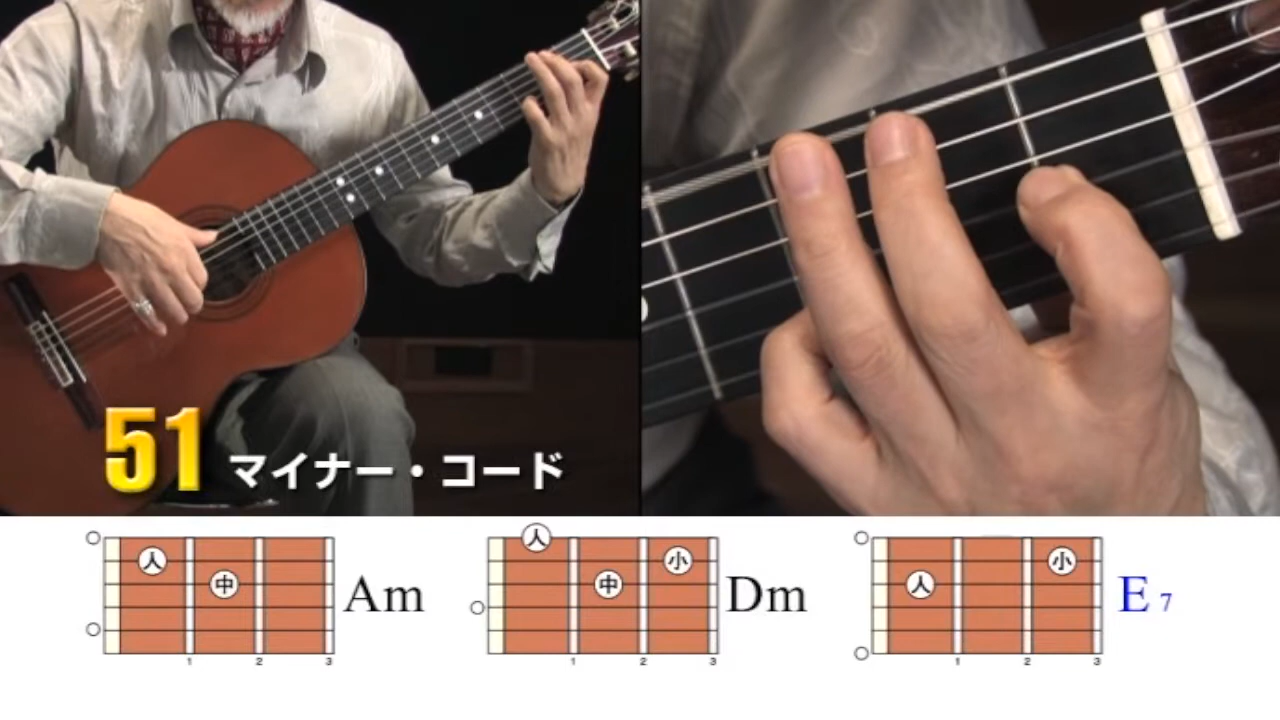 51 マイナー・コード
人 中 Am
1 2 3
人 中 小 Dm
1 2 3
人 小 E7
1 2 3